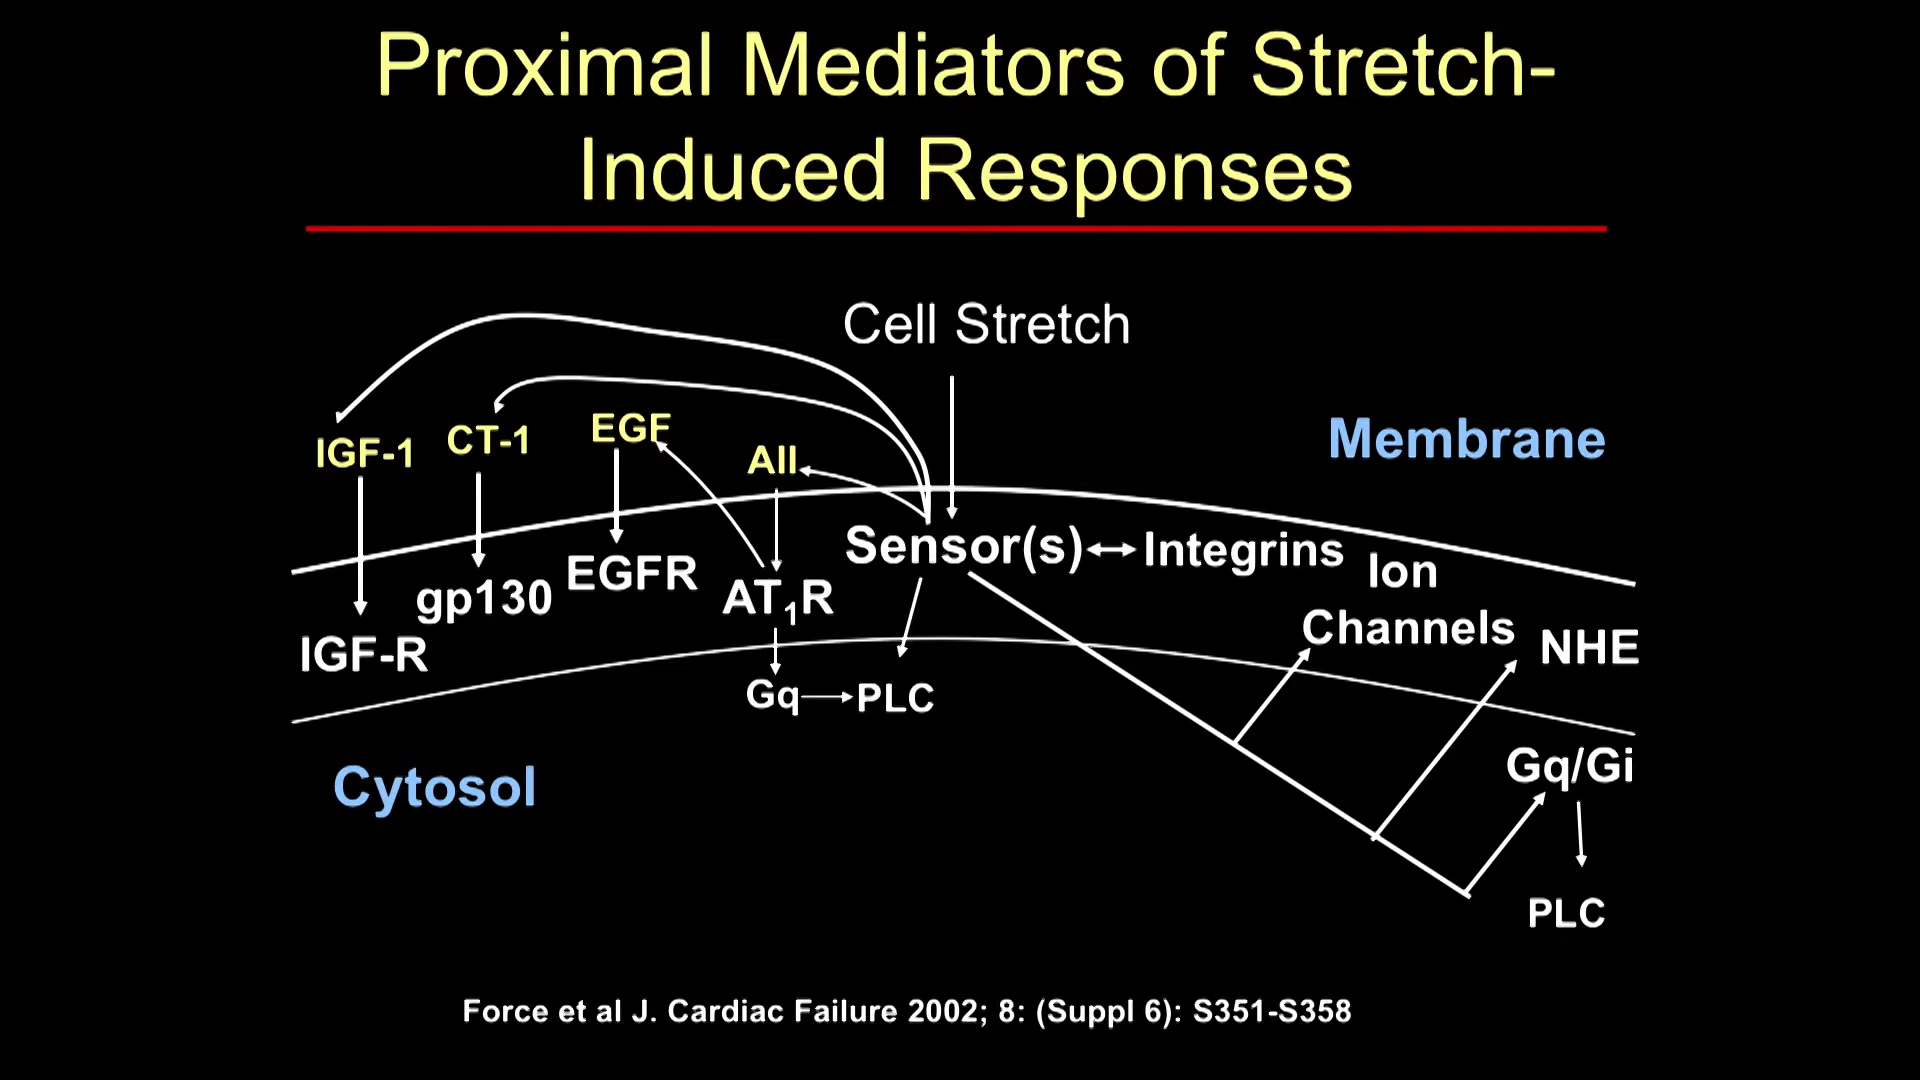 Proximal Mediators of Stretch-
Induced Responses
Cell Stretch
Membrane
IGF-1
CT-1
EGF
AII
Sensor(s)
Integrins
Ion
Channels
NHE
IGF-R
gp130
EGFR
AT1R
Gq
PLC
Gq/Gi
PLC
Cytosol
Force et al J. Cardiac Failure 2002; 8: (Suppl 6): S351-S358